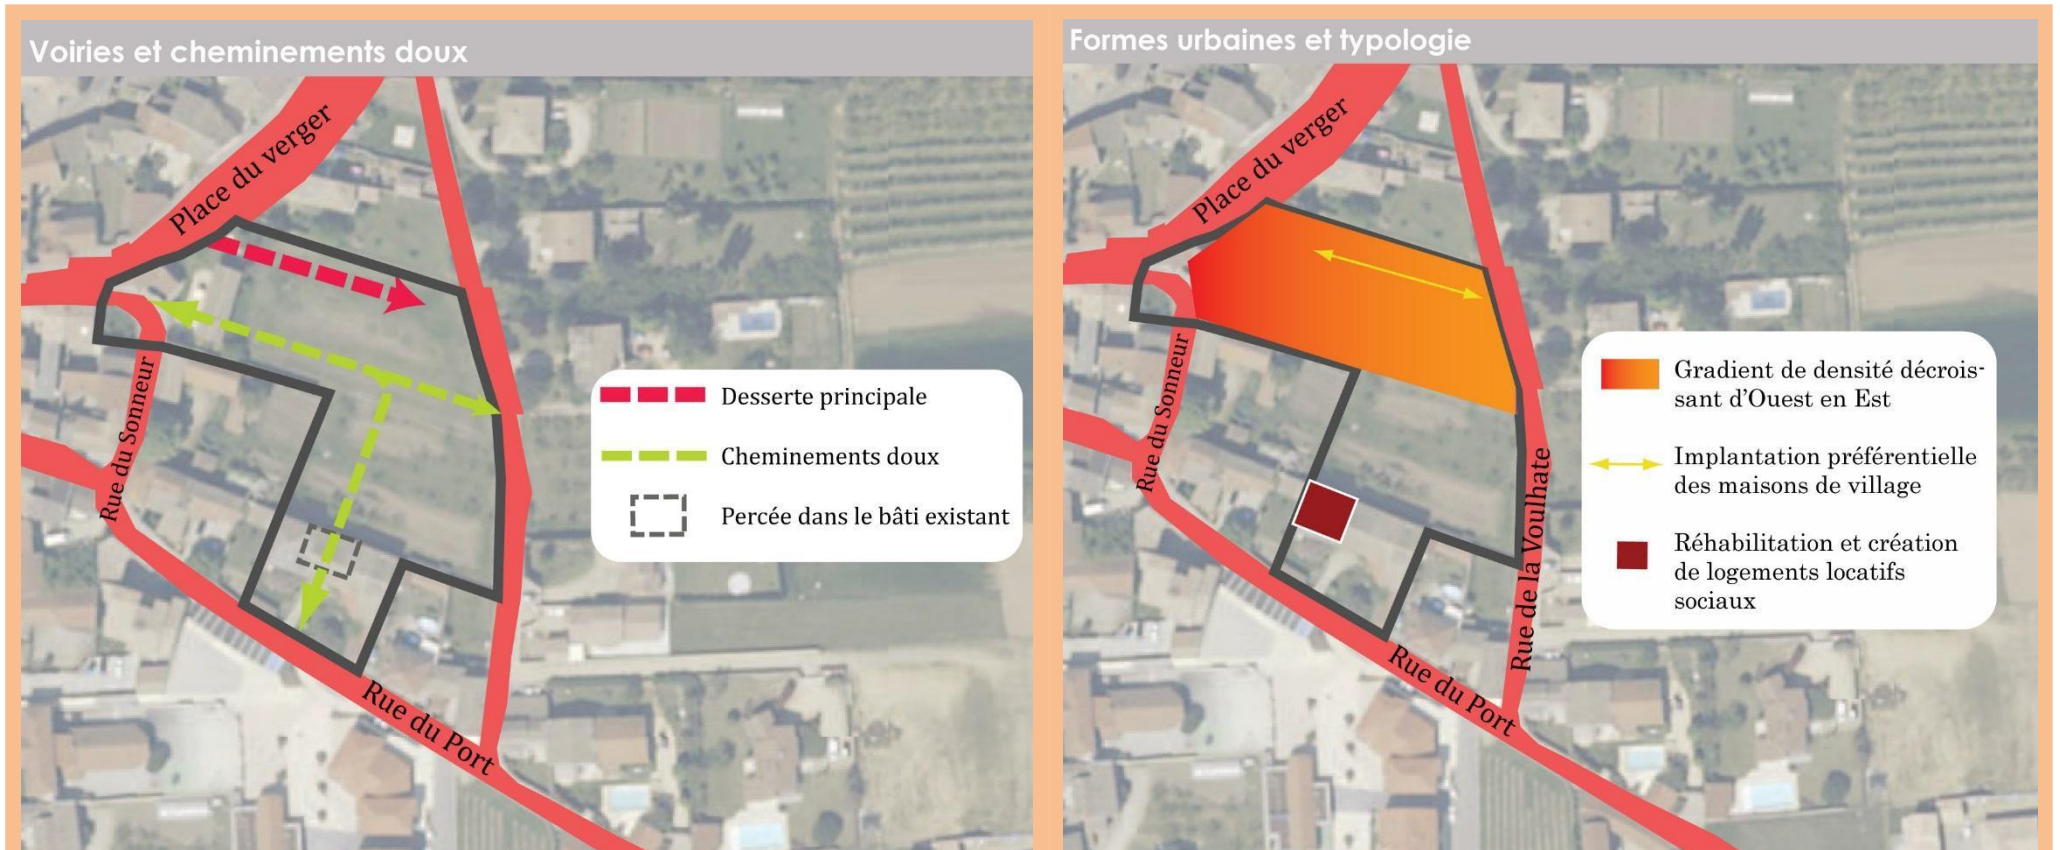 Voiries et cheminements doux
Place du verger
Rue du Sonneur
Rue du Port
Desserte principale
Cheminements doux
Percée dans le bâti existant
Formes urbaines et typologie
Place du verger
Rue du Sonneur
Rue du Port
Rue de la Voulhate
Gradient de densité décrois-
sant d'Ouest en Est
Implantation préférentielle
des maisons de village
Réhabilitation et création
de logements locatifs
sociaux